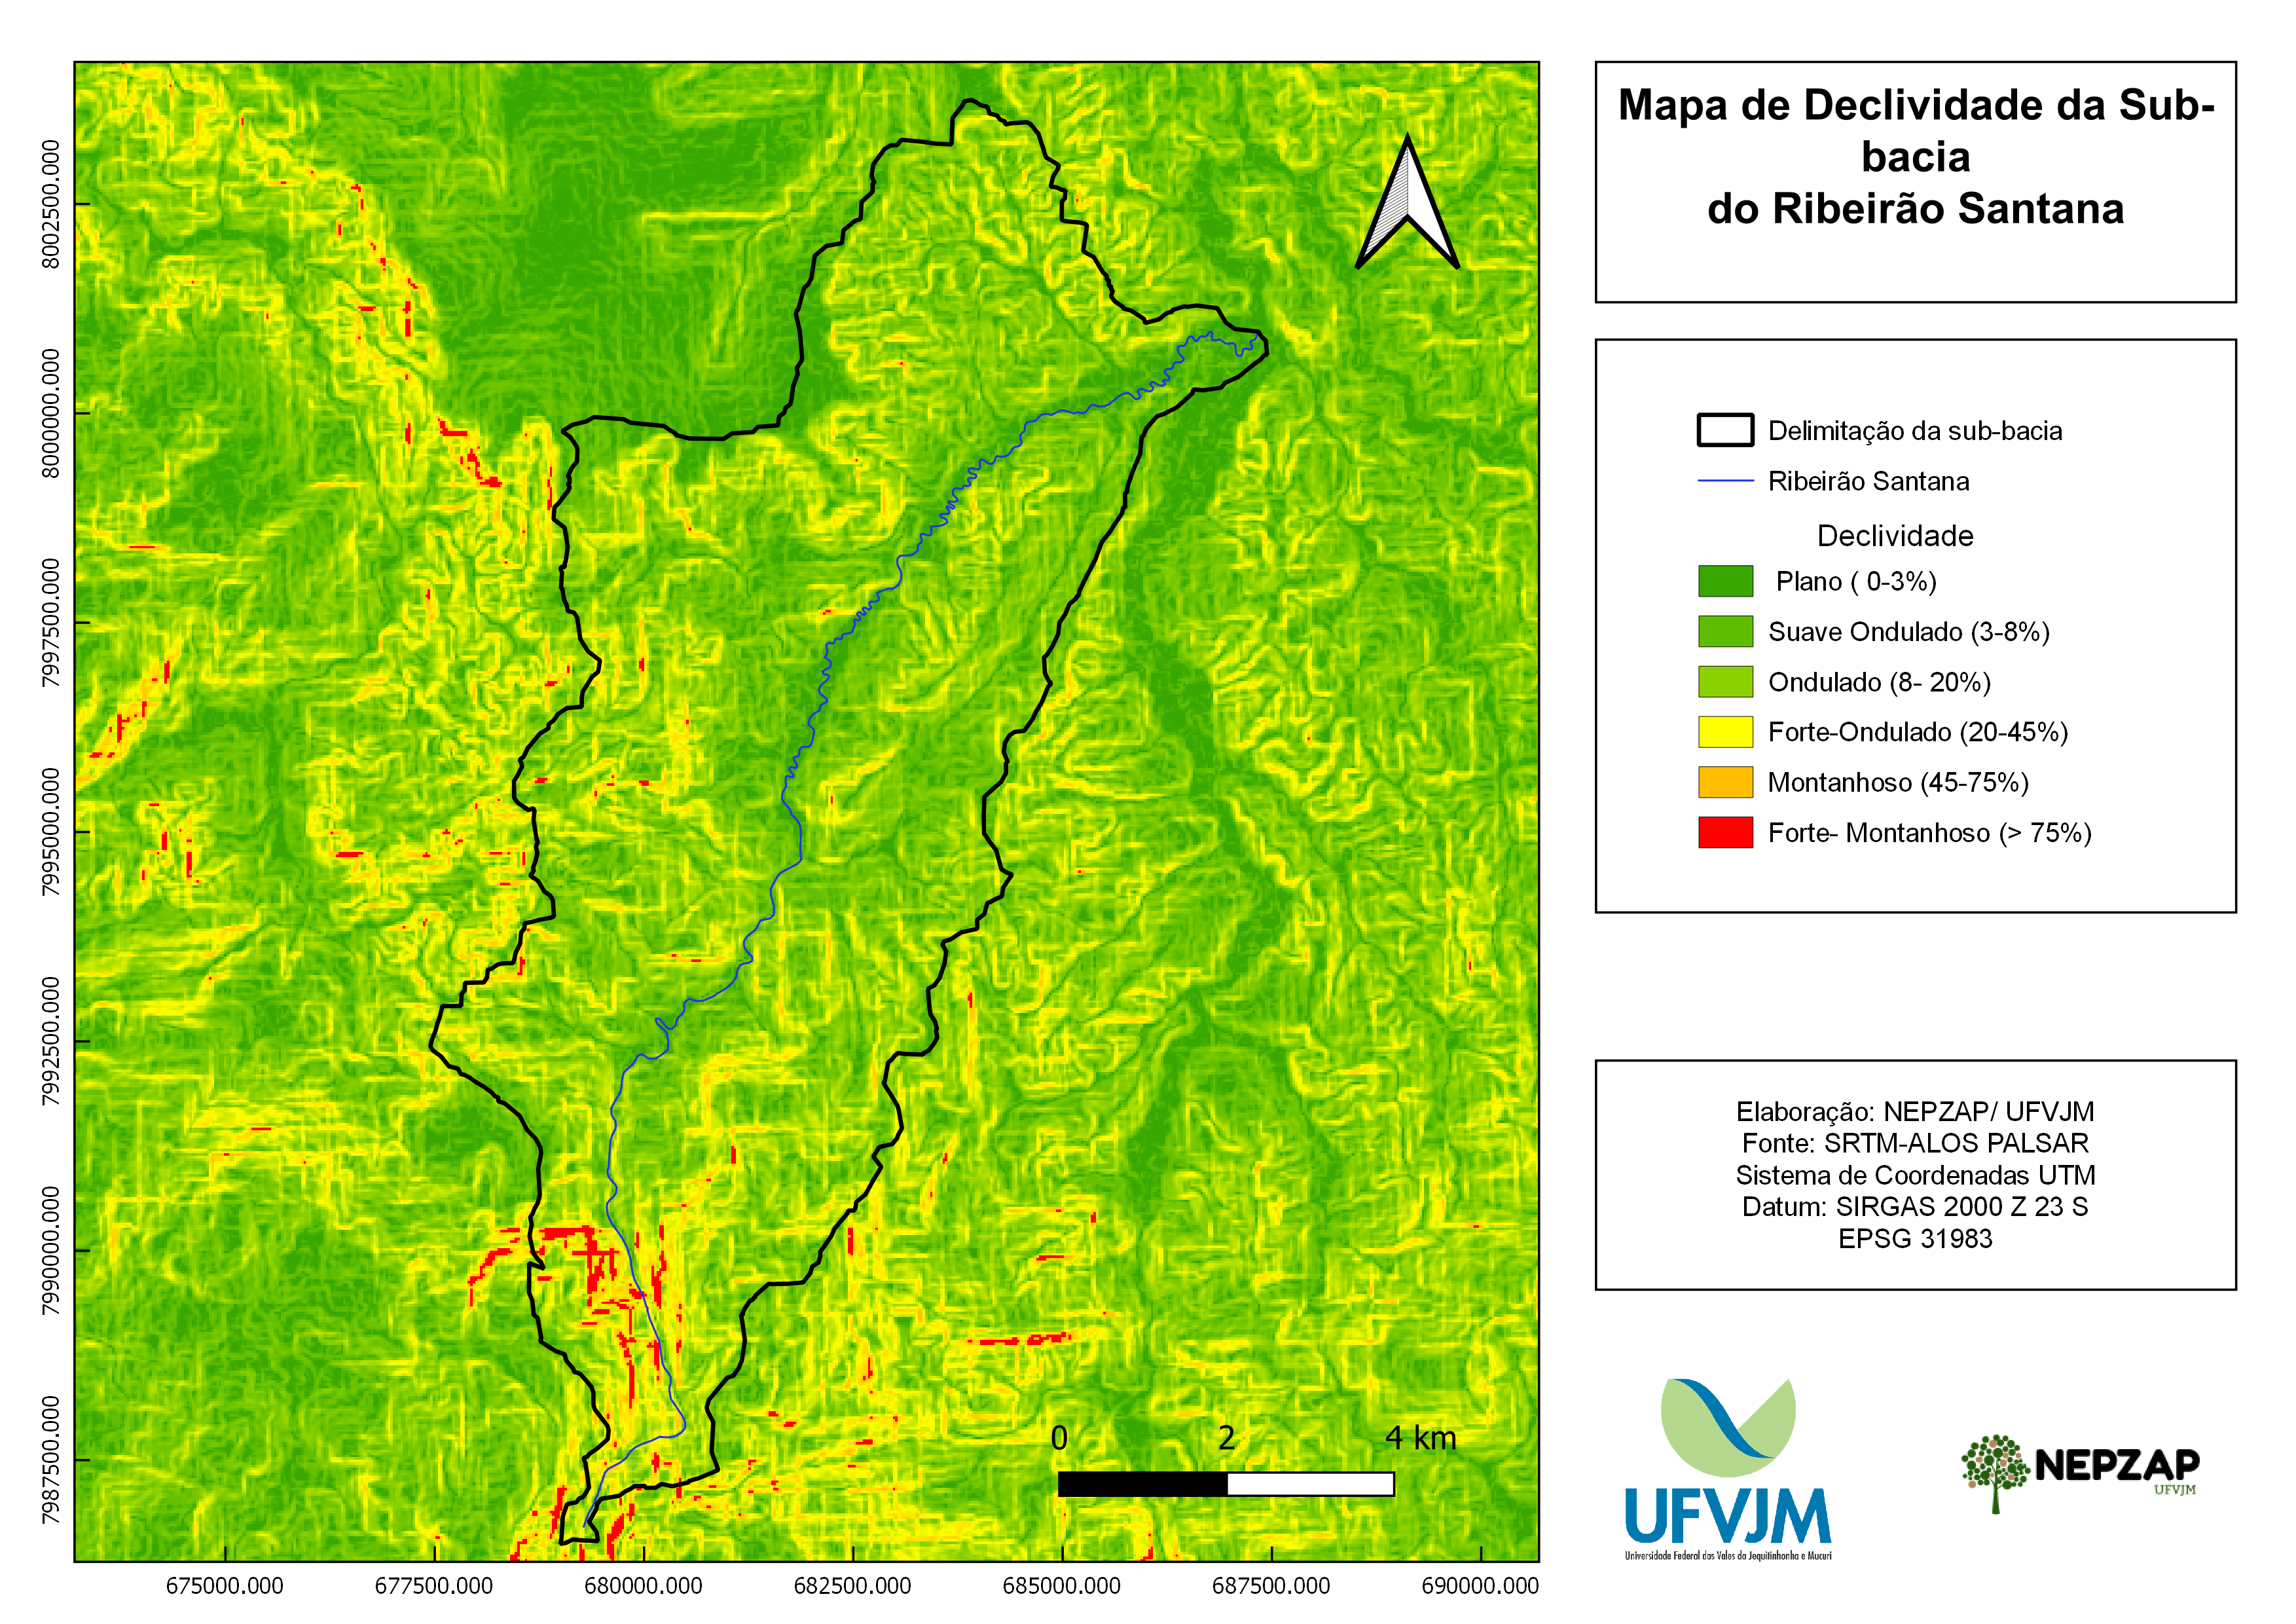 Mapa de Declividade da Sub-
bacia
do Ribeirão Santana
Delimitação da sub-bacia
Ribeirão Santana
Declividade
Plano ( 0-3%)
Suave Ondulado (3-8%)
Ondulado (8- 20%)
Forte-Ondulado (20-45%)
Montanhoso (45-75%)
Forte- Montanhoso (> 75%)
Elaboração: NEPZAP/ UFVJM
Fonte: SRTM-ALOS PALSAR
Sistema de Coordenadas UTM
Datum: SIRGAS 2000 Z 23 S
EPSG 31983
UFVJM
Universidade Federal dos Vales do Jequitinhonha e Mucuri
NEPZAP
UFVJM
8002500.000
8000000.000
7997500.000
7995000.000
7992500.000
7990000.000
7987500.000
0 2 4 km
675000.000 677500.000 680000.000 682500.000 685000.000 687500.000 690000.000